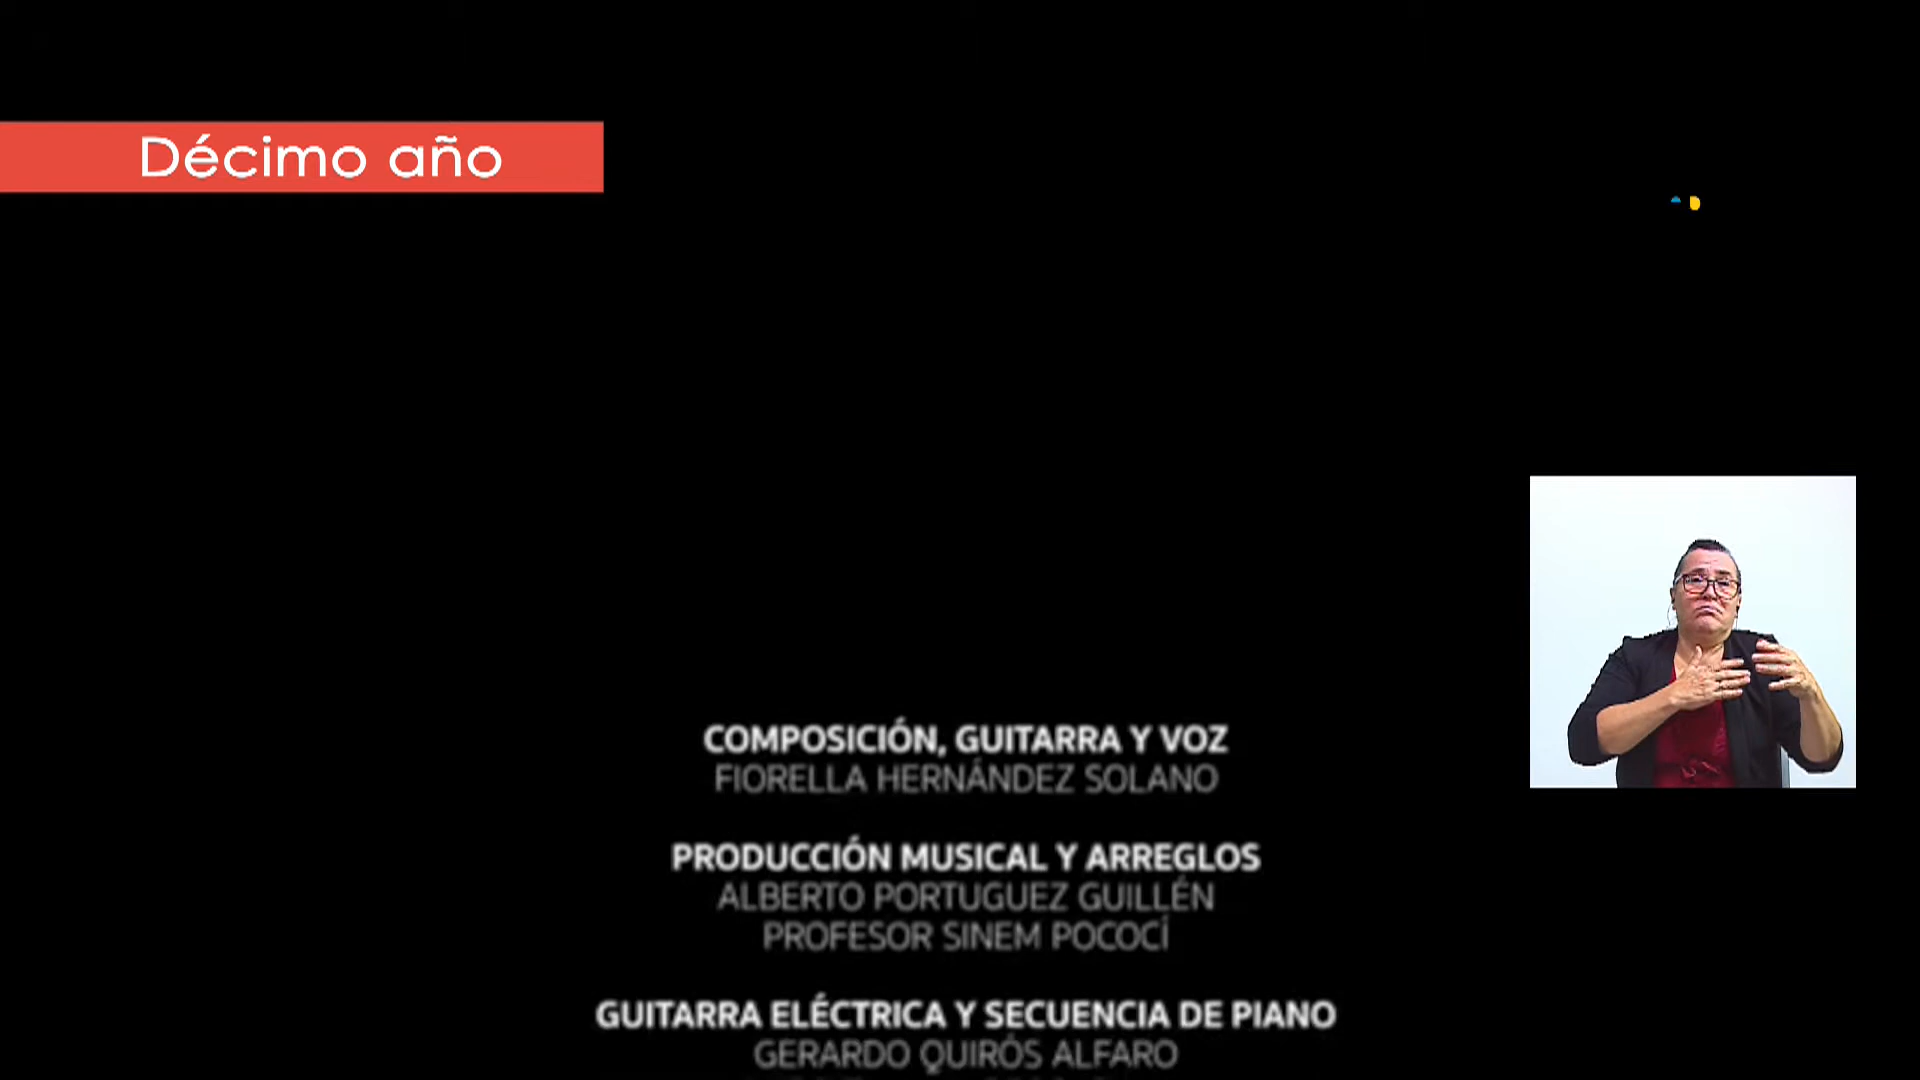 Décimo año
COMPOSICIÓN, GUITARRA Y VOZ
FIORELLA HERNÁNDEZ SOLANO
PRODUCCIÓN MUSICAL Y ARREGLOS
ALBERTO PORTUGUEZ GUILLÉN
PROFESOR SINEM POCOCÍ
GUITARRA ELÉCTRICA Y SECUENCIA DE PIANO
GERARDO QUIRÓS ALFARO